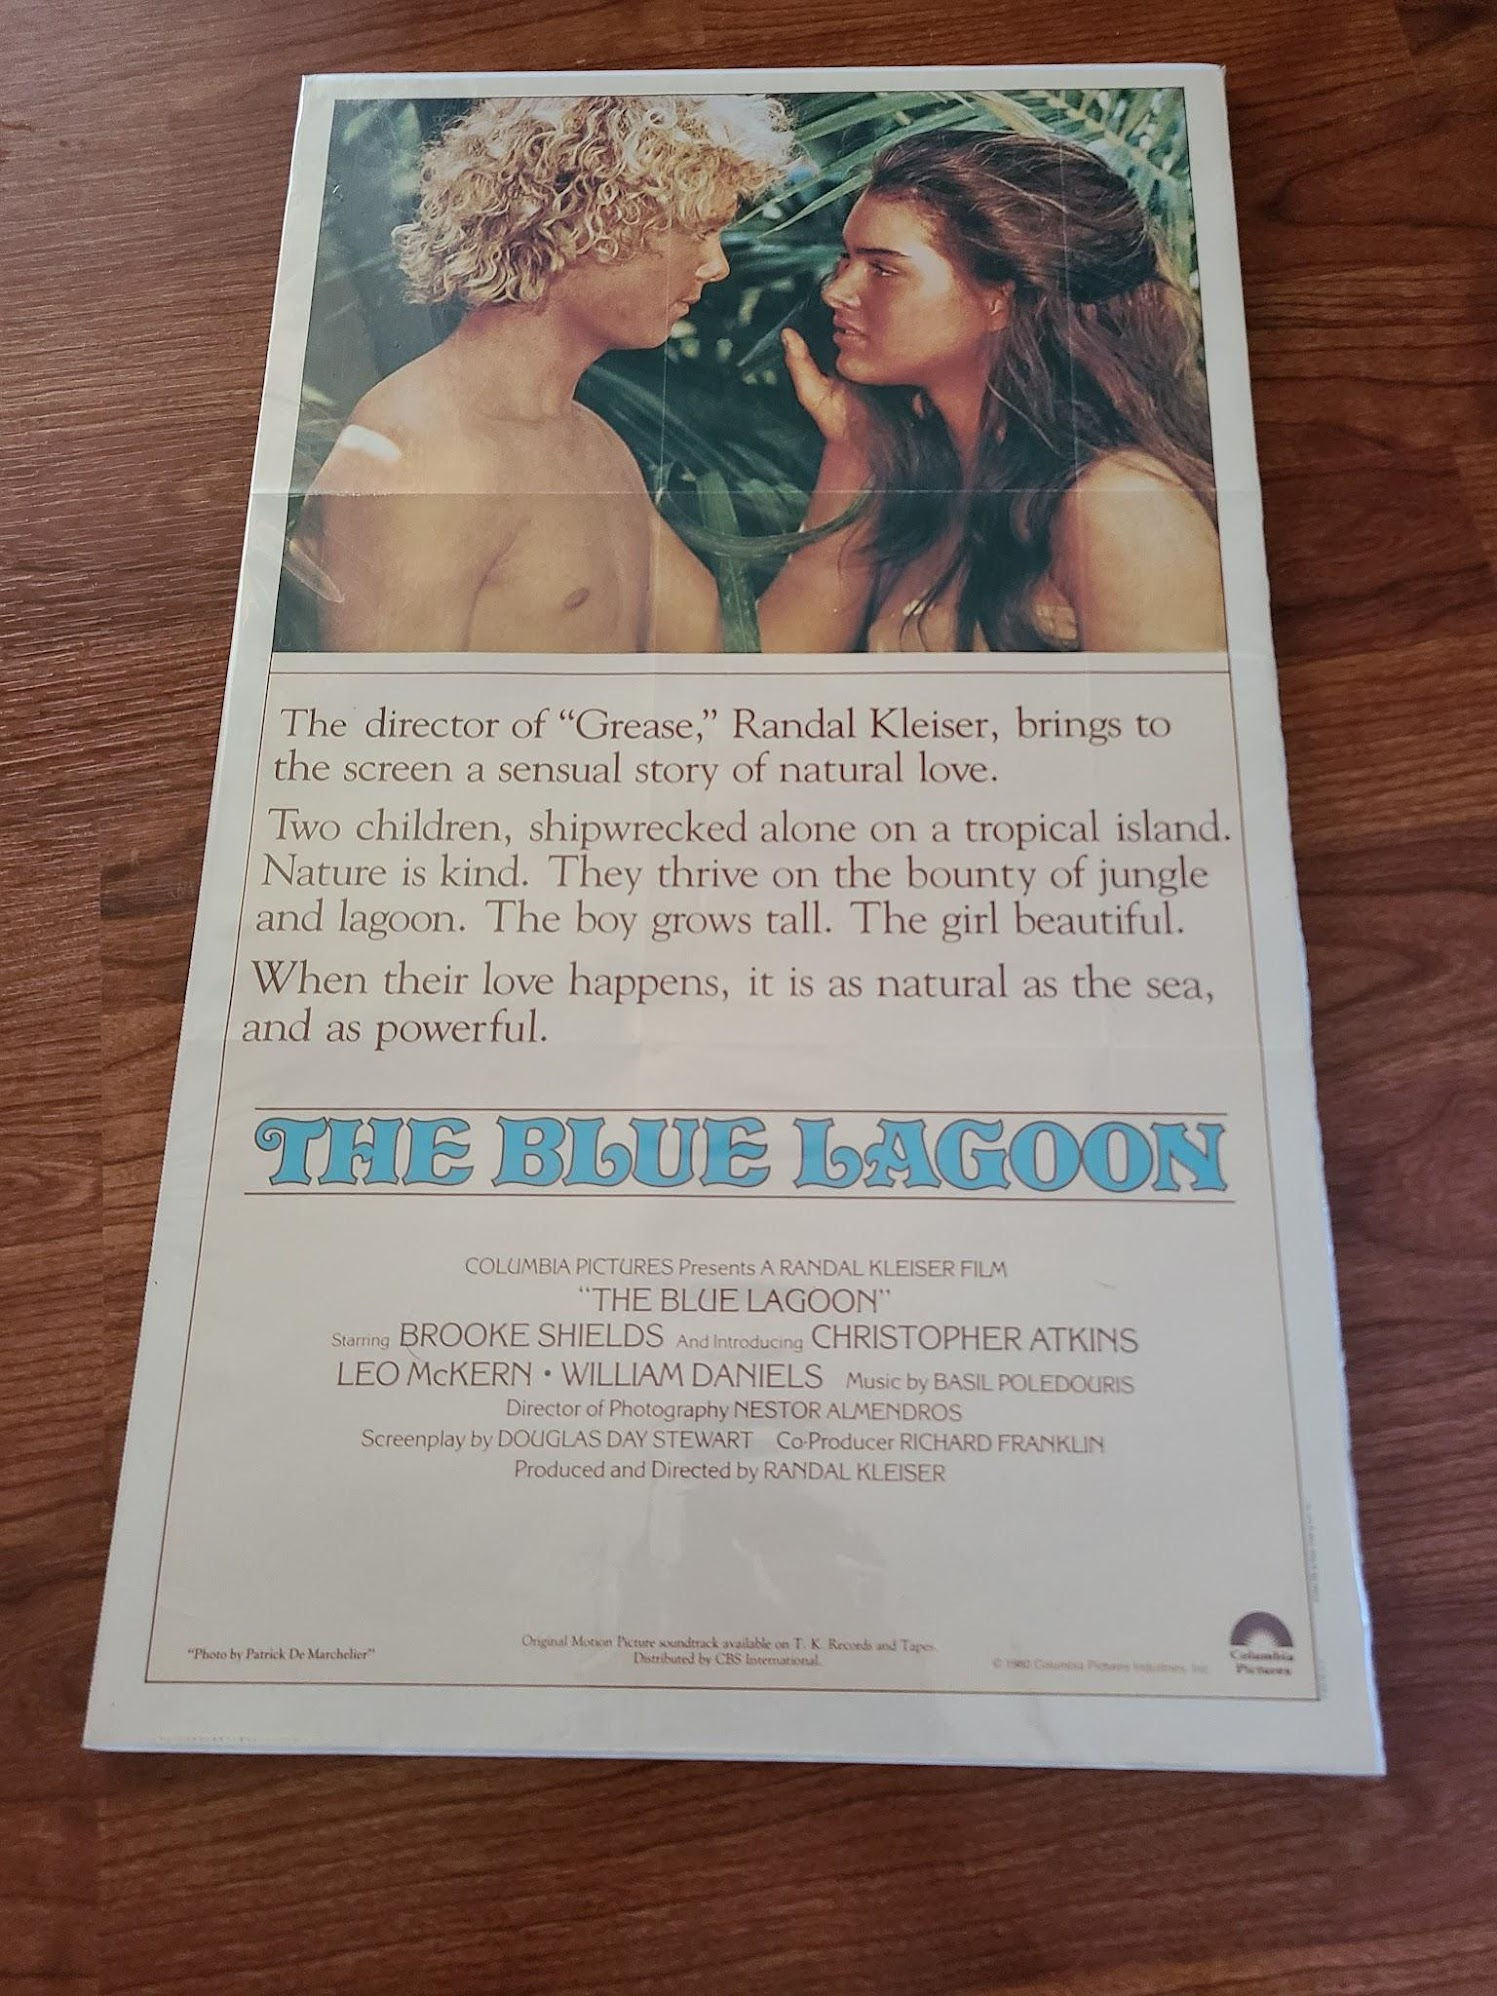 The director of “Grease,” Randal Kleiser, brings to
the screen a sensual story of natural love.
Two children, shipwrecked alone on a tropical island.
Nature is kind. They thrive on the bounty of jungle
and lagoon. The boy grows tall. The girl beautiful.
When their love happens, it is as natural as the sea,
and as powerful.
THE BLUE LAGOON
COLUMBIA PICTURES Presents A RANDAL KLEISER FILM
“THE BLUE LAGOON”
Starring BROOKE SHIELDS And Introducing CHRISTOPHER ATKINS
LEO McKERN • WILLIAM DANIELS Music by BASIL POLEDOURIS
Director of Photography NESTOR ALMENDROS
Screenplay by DOUGLAS DAY STEWART Co-Producer RICHARD FRANKLIN
Produced and Directed by RANDAL KLEISER
“Photo by Patrick De Marchelier”
Original Motion Picture soundtrack available on T. K. Records and Tapes.
Distributed by CBS International.
© 1980 Columbia Pictures Industries, Inc.
Columbia
Pictures